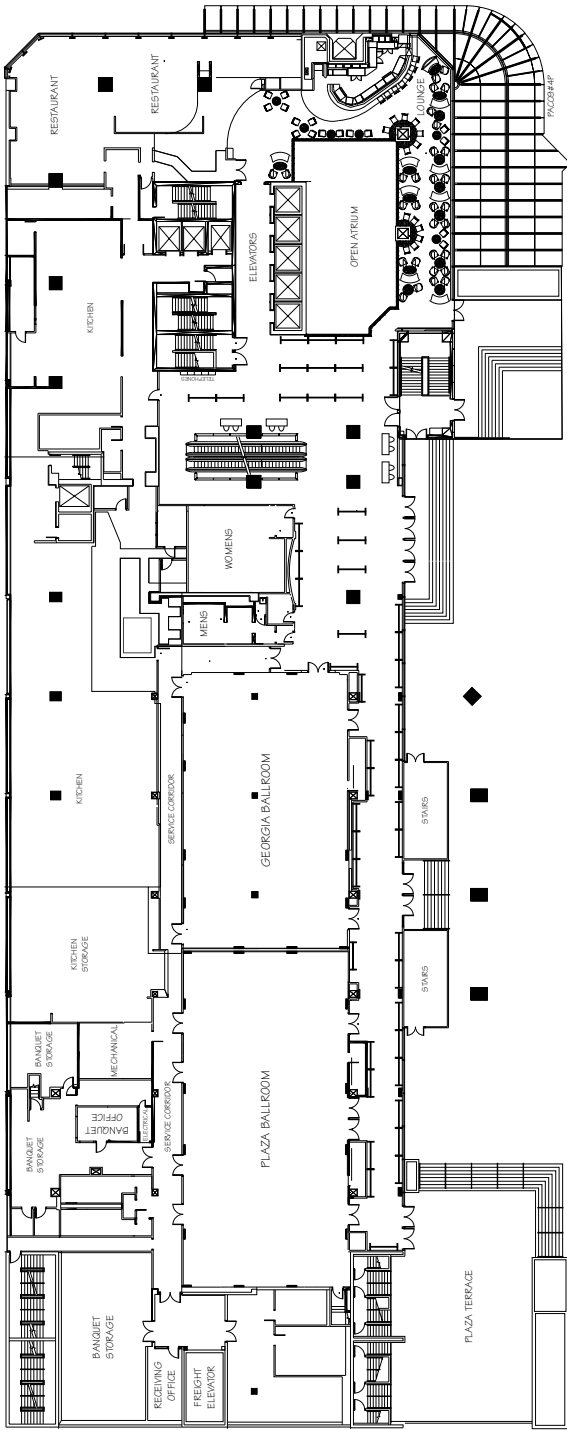 RESTAURANT
RESTAURANT
LOUNGE
PAC09#4P
ELEVATORS
OPEN ATRIUM
KITCHEN
TELEPHONES
WOMENS
MENS
KITCHEN
SERVICE CORRIDOR
GEORGIA BALLROOM
STAIRS
KITCHEN
STORAGE
STAIRS
BANQUET
STORAGE
MECHANICAL
BANQUET
OFFICE
ELECTRICAL
SERVICE CORRIDOR
PLAZA BALLROOM
BANQUET
STORAGE
BANQUET
STORAGE
RECEIVING
OFFICE
FREIGHT
ELEVATOR
PLAZA TERRACE